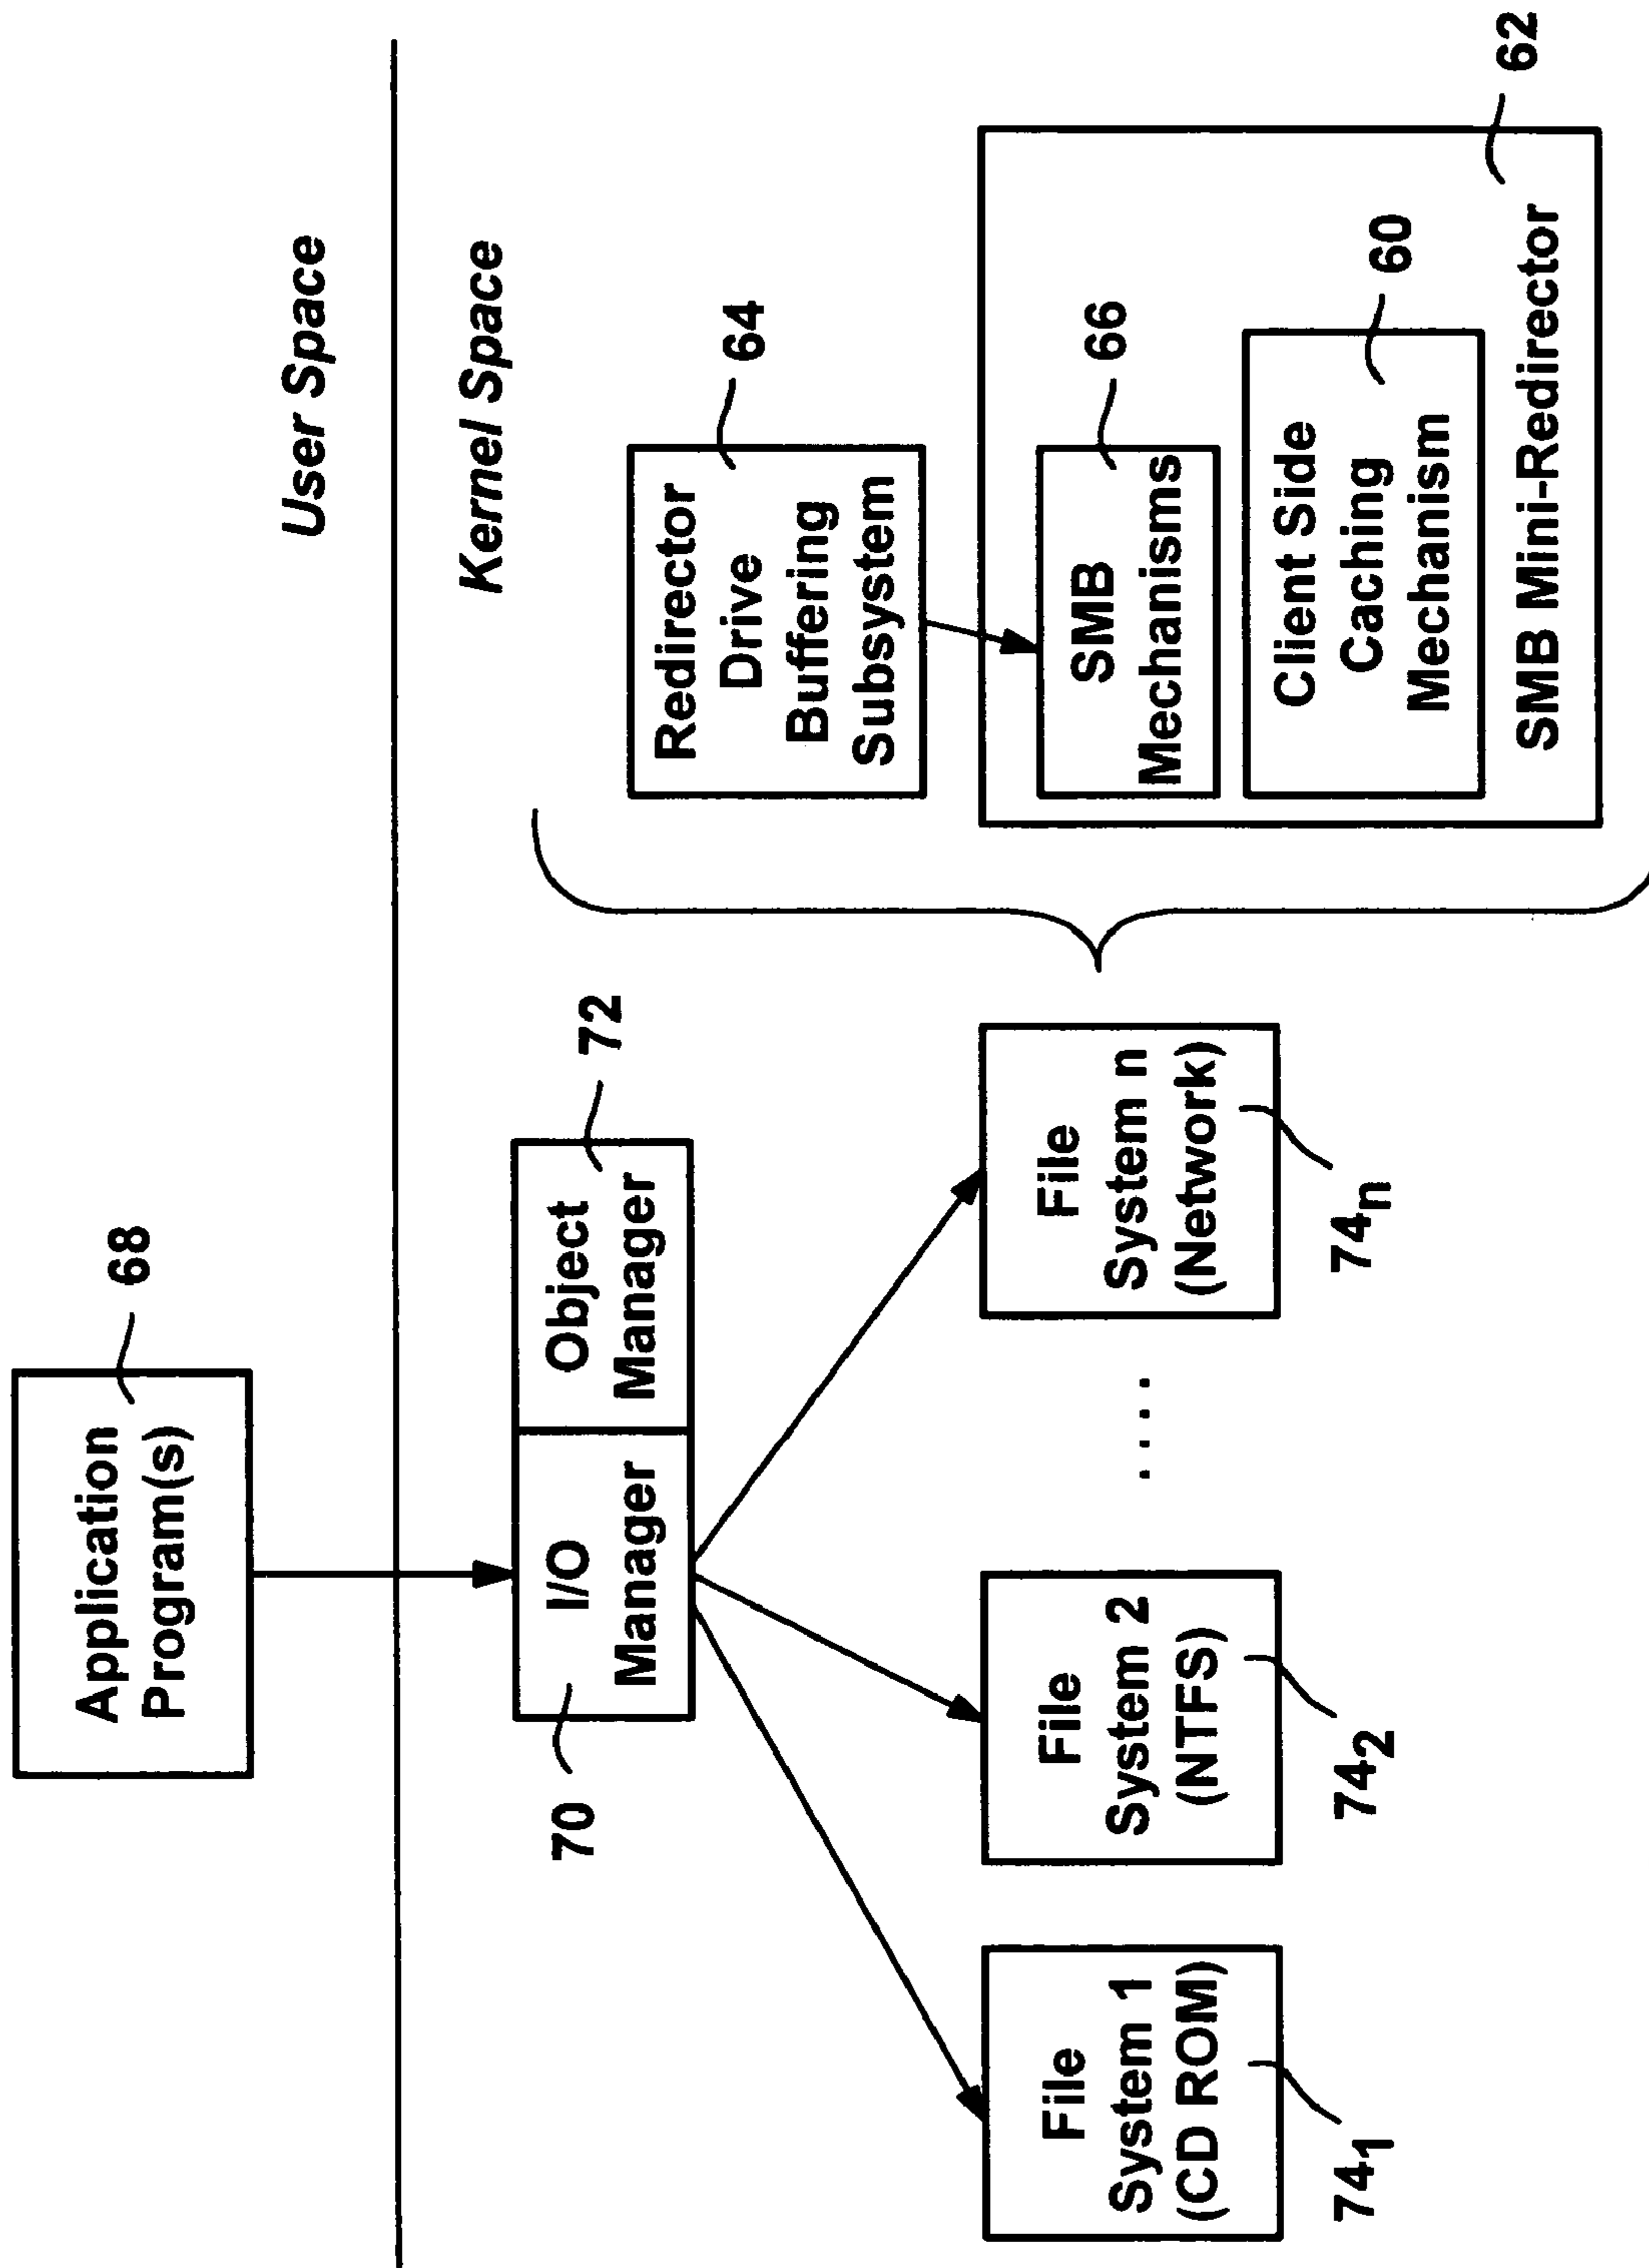 Application
Program(s)
68
User Space
Kernel Space
70
I/O
Manager
Object
Manager
72
File
System 1
(CD ROM)
74₁
File
System 2
(NTFS)
74₂
. . . .
File
System n
(Network)
74ₙ
Redirector
Drive
Buffering
Subsystem
64
SMB
Mechanisms
66
Client Side
Caching
Mechanism
60
SMB Mini-Redirector
62